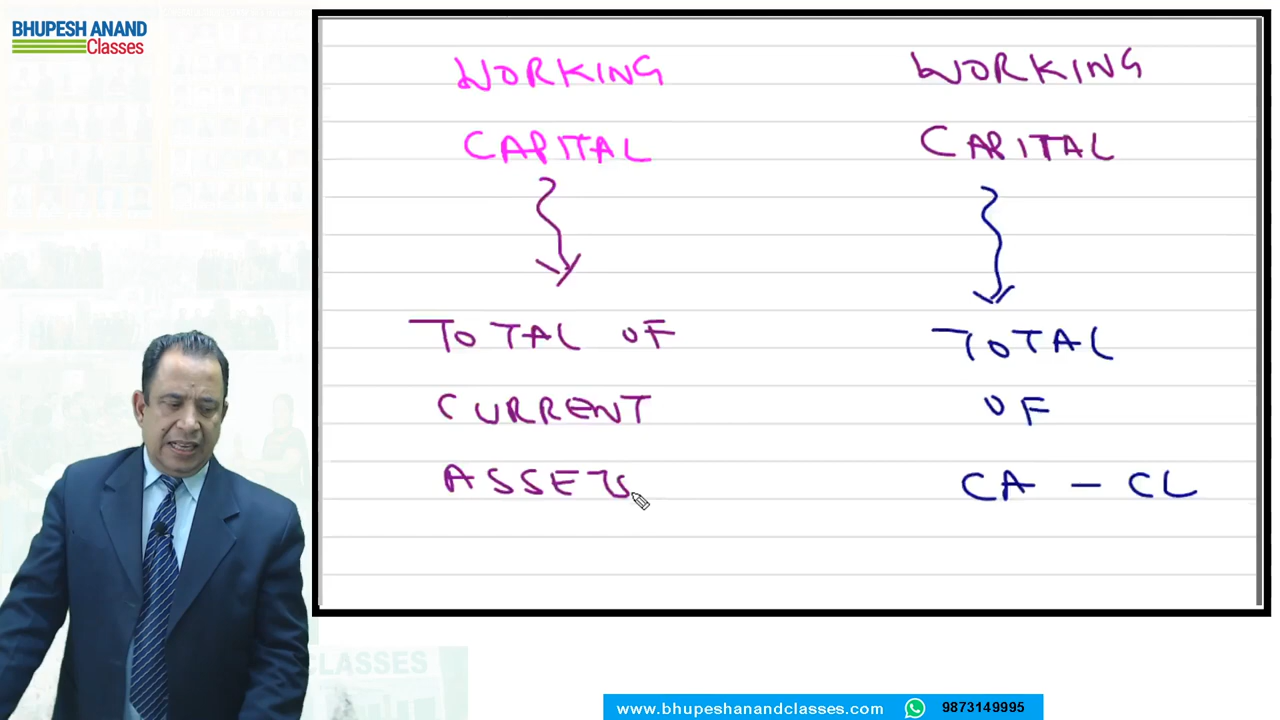 BHUPESH ANAND
Classes
WORKING
CAPITAL
TOTAL OF
CURRENT
ASSETS
WORKING
CAPITAL
TOTAL
OF
CA - CL
CLASSES
www.bhupeshanandclasses.com
9873149995